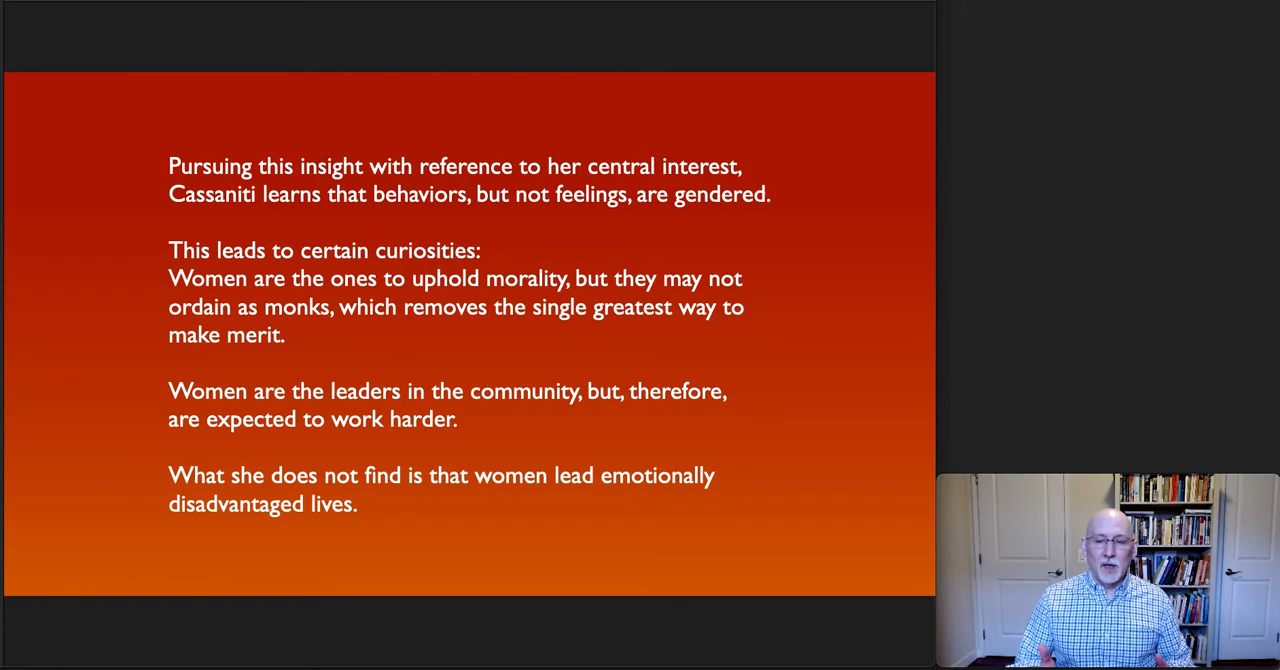 Pursuing this insight with reference to her central interest,
Cassaniti learns that behaviors, but not feelings, are gendered.
This leads to certain curiosities:
Women are the ones to uphold morality, but they may not
ordain as monks, which removes the single greatest way to
make merit.
Women are the leaders in the community, but, therefore,
are expected to work harder.
What she does not find is that women lead emotionally
disadvantaged lives.